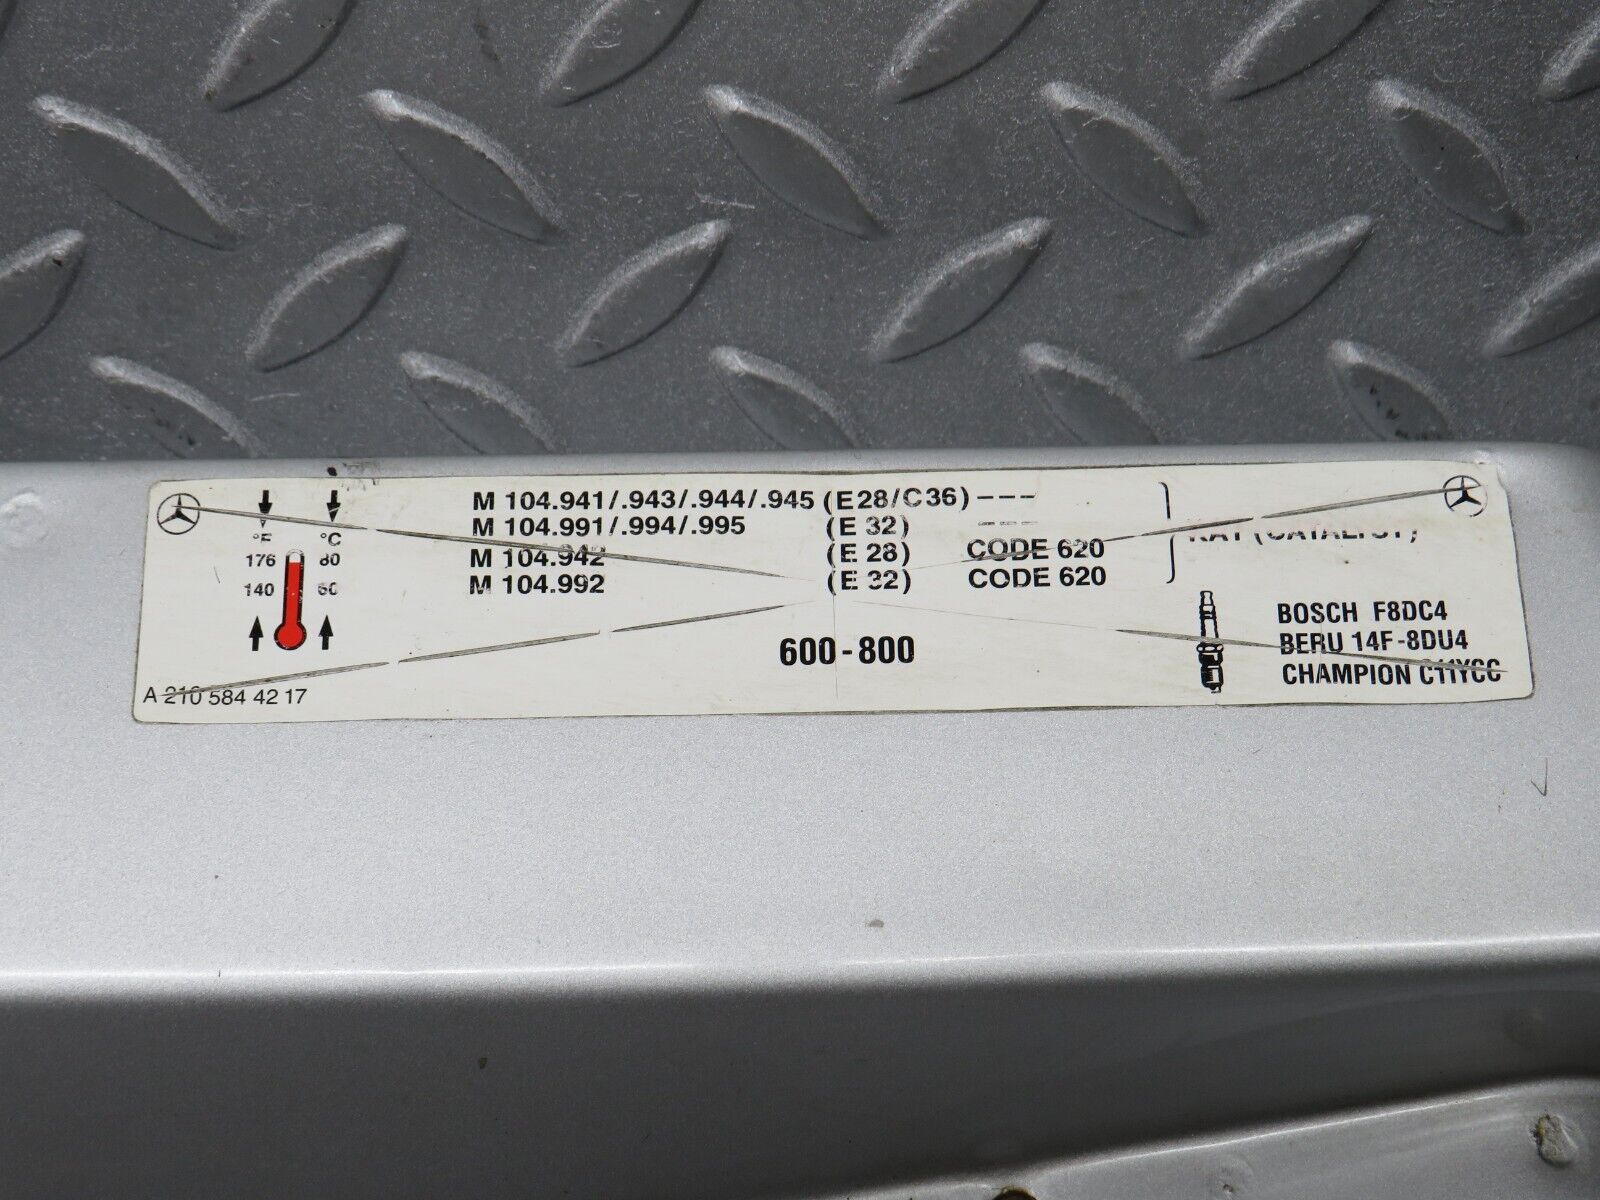 M 104.941/.943/.944/.945 (E28/C36) ---
M 104.991/.994/.995 (E 32) ---
M 104.942 (E 28) CODE 620
M 104.992 (E 32) CODE 620
KAT (CATALYST)
°F °C
176 80
140 60
600-800
BOSCH F8DC4
BERU 14F-8DU4
CHAMPION C11YCC
A 210 584 42 17